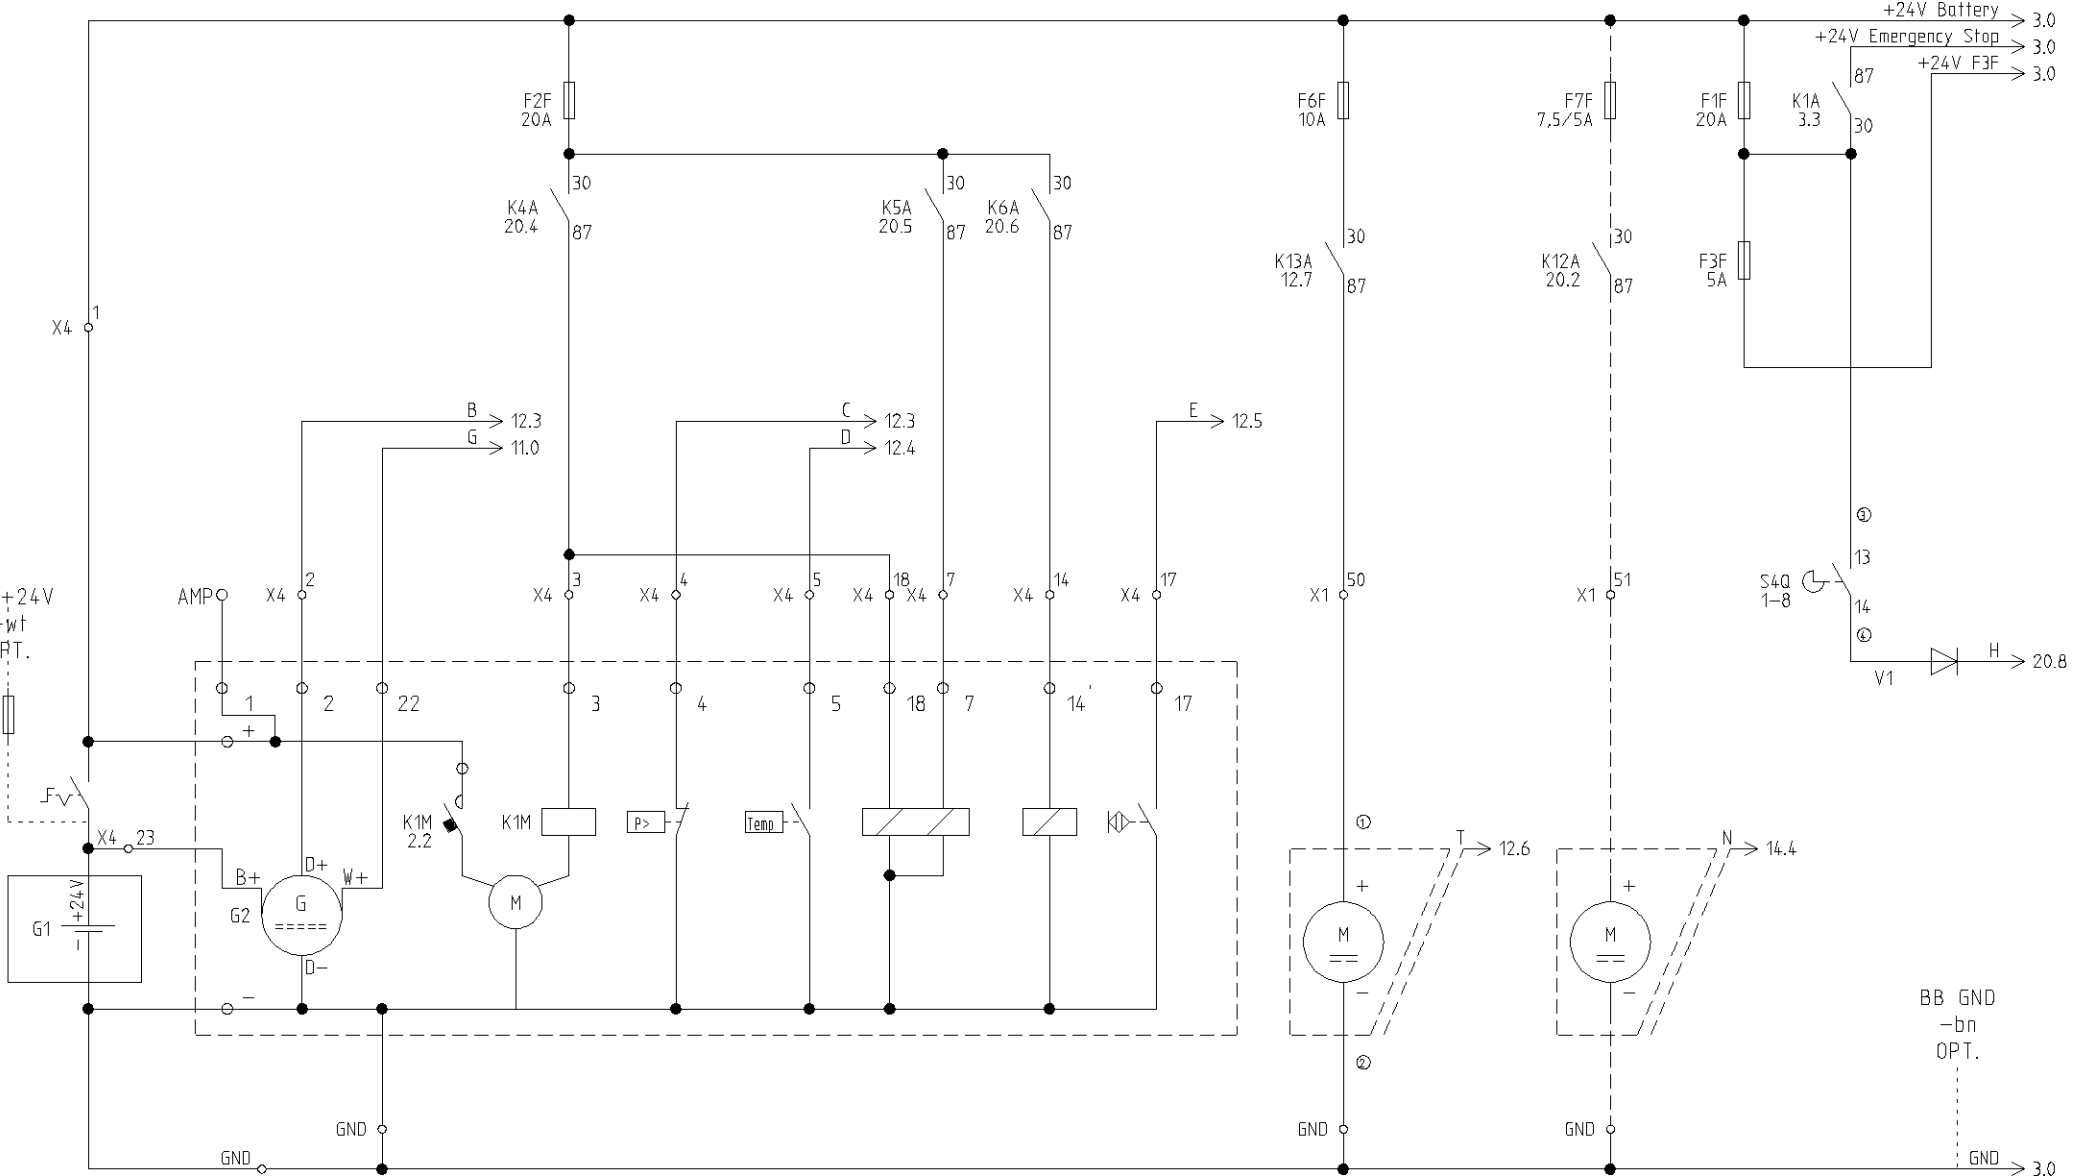 +24V Battery 3.0
+24V Emergency Stop 3.0
+24V F3F 3.0
87
F2F
20A
F6F
10A
F7F
7,5/5A
F1F
20A
K1A
3.3
30
30
K4A
20.4
87
30
K5A
20.5
87
30
K6A
20.6
87
30
K13A
12.7
87
30
K12A
20.2
87
F3F
5A
1
X4
B 12.3
G 11.0
C 12.3
D 12.4
E 12.5
3
13
S4Q
1-8
14
4
H 20.8
V1
+24V
-wt
PT.
AMP
X4 2
X4 3
X4 4
X4 5
X4 18
X4 7
X4 14
X4 17
X1 50
X1 51
1 2 22 3 4 5 18 7 14' 17
+
K1M
2.2
K1M
P>
Temp
1
X4 23
T 12.6
N 14.4
+24V
G1
-
B+
D+
W+
G2
G
D-
M
+
M
-
+
M
-
-
2
BB GND
-bn
OPT.
GND
GND
GND
GND
GND 3.0